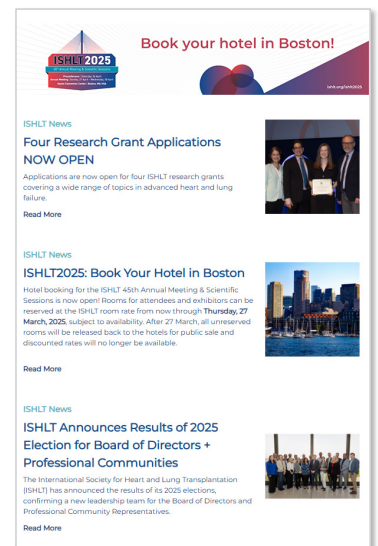 Book your hotel in Boston!
ISHLT2025
ishlt.org/ishlt2025
ISHLT News
Four Research Grant Applications
NOW OPEN
Applications are now open for four ISHLT research grants
covering a wide range of topics in advanced heart and lung
failure.
Read More
ISHLT News
ISHLT2025: Book Your Hotel in Boston
Hotel booking for the ISHLT 45th Annual Meeting & Scientific
Sessions is now open! Rooms for attendees and exhibitors can be
reserved at the ISHLT room rate from now through Thursday, 27
March, 2025, subject to availability. After 27 March, all unreserved
rooms will be released back to the hotels for public sale and
discounted rates will no longer be available.
Read More
ISHLT News
ISHLT Announces Results of 2025
Election for Board of Directors +
Professional Communities
The International Society for Heart and Lung Transplantation
(ISHLT) has announced the results of its 2025 elections,
confirming a new leadership team for the Board of Directors and
Professional Community Representatives.
Read More